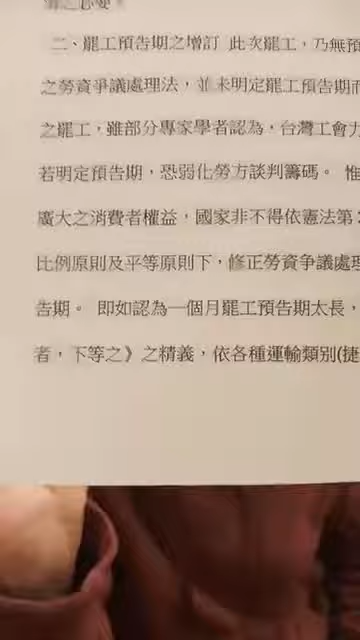 二、罷工預告期之增訂 此次罷工，乃無預
之勞資爭議處理法，並未明定罷工預告期而
之罷工，雖部分專家學者認為，台灣工會力
若明定預告期，恐弱化勞方談判籌碼。 惟
廣大之消費者權益，國家非不得依憲法第
比例原則及平等原則下，修正勞資爭議處理
告期。 即如認為一個月罷工預告期太長，
者，下等之》之精義，依各種運輸類別(捷